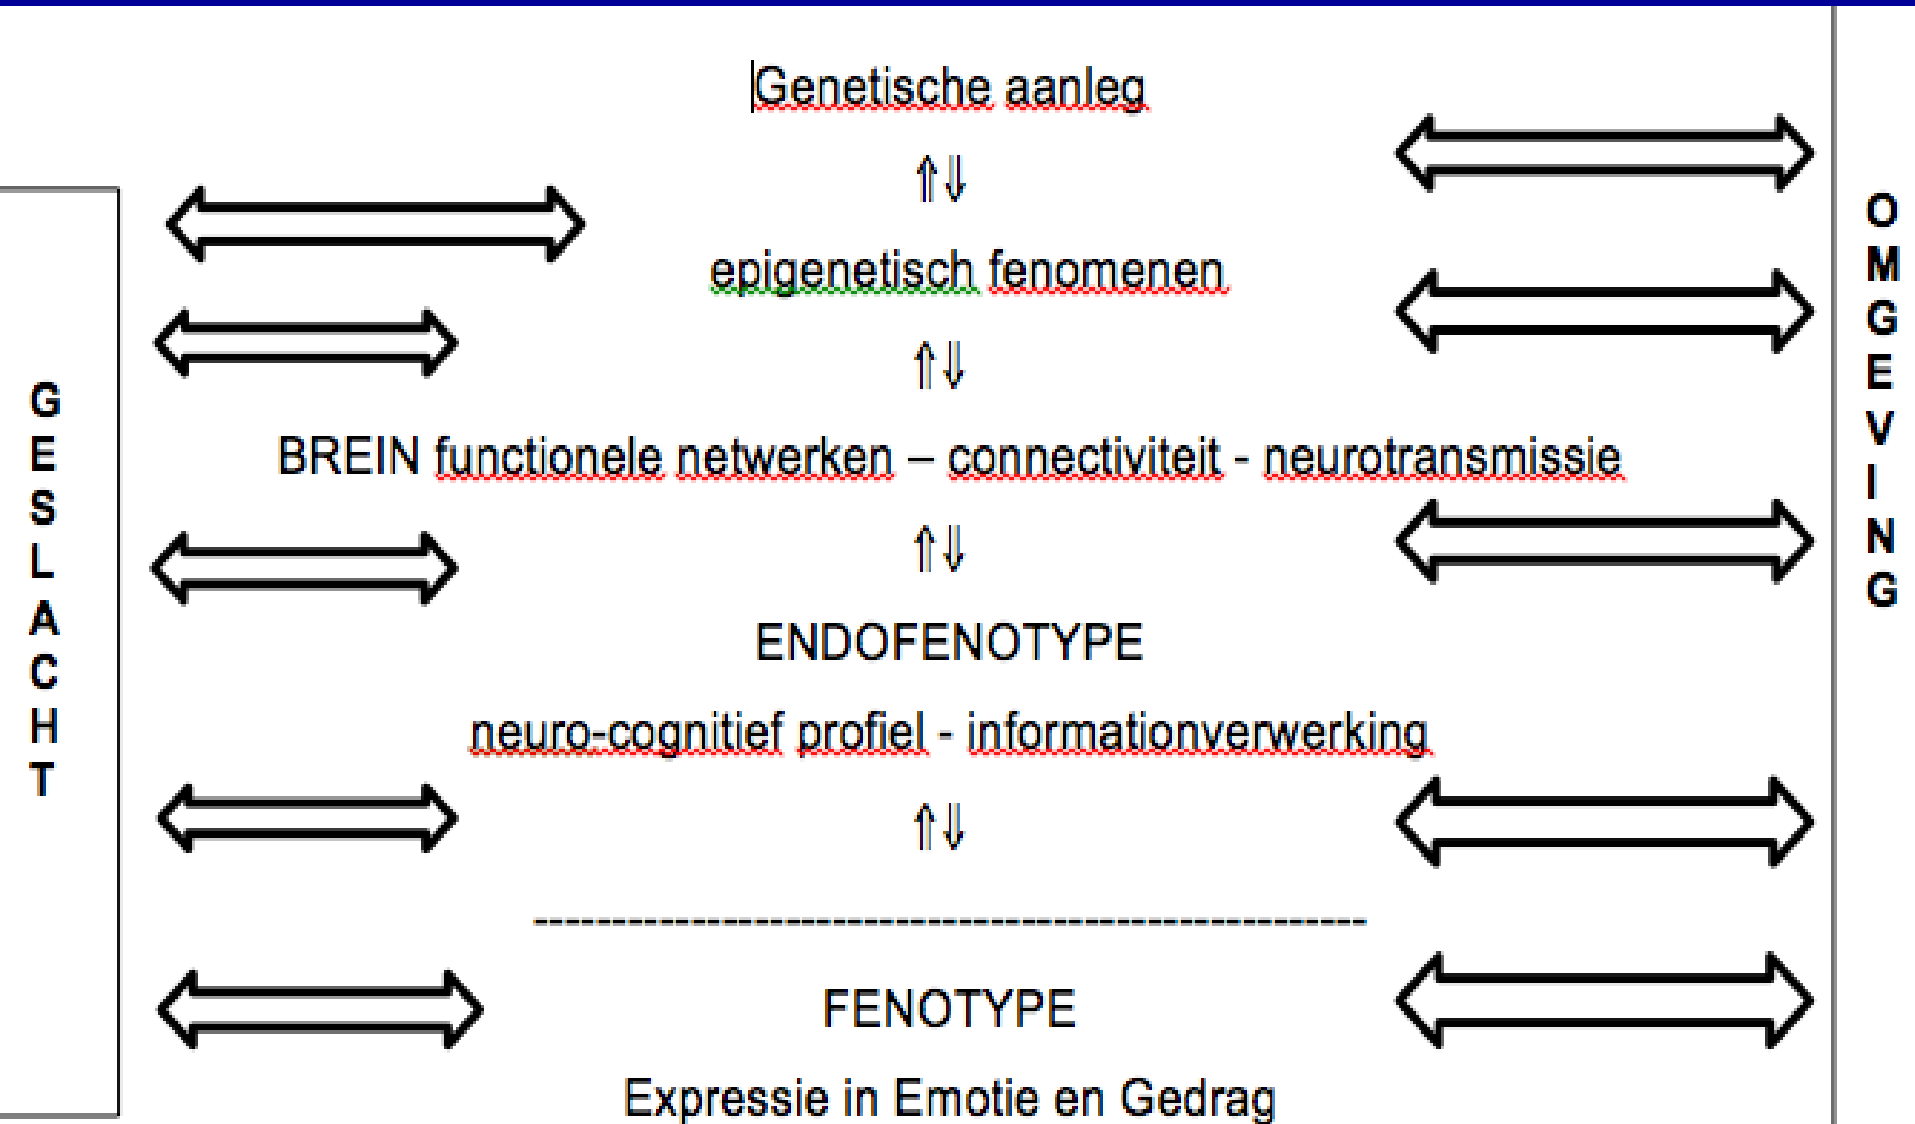 Genetische aanleg
⇑⇓
epigenetisch fenomenen
⇑⇓
BREIN functionele netwerken – connectiviteit - neurotransmissie
⇑⇓
ENDOFENOTYPE
neuro-cognitief profiel - informationverwerking
⇑⇓
----------------------------------------------------
FENOTYPE
Expressie in Emotie en Gedrag
GESLACHT
OMGEVING